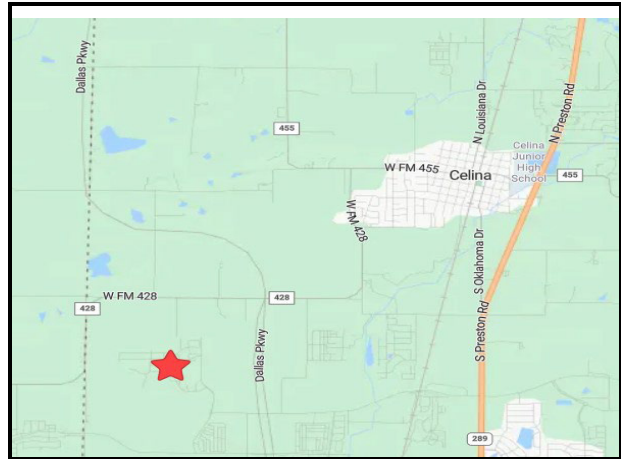 Dallas Pkwy
N Louisiana Dr
N Preston Rd
455
Celina
Junior
High
School
W FM 455
Celina
455
W FM 428
S Oklahoma Dr
W FM 428
428
428
S Preston Rd
Dallas Pkwy
289